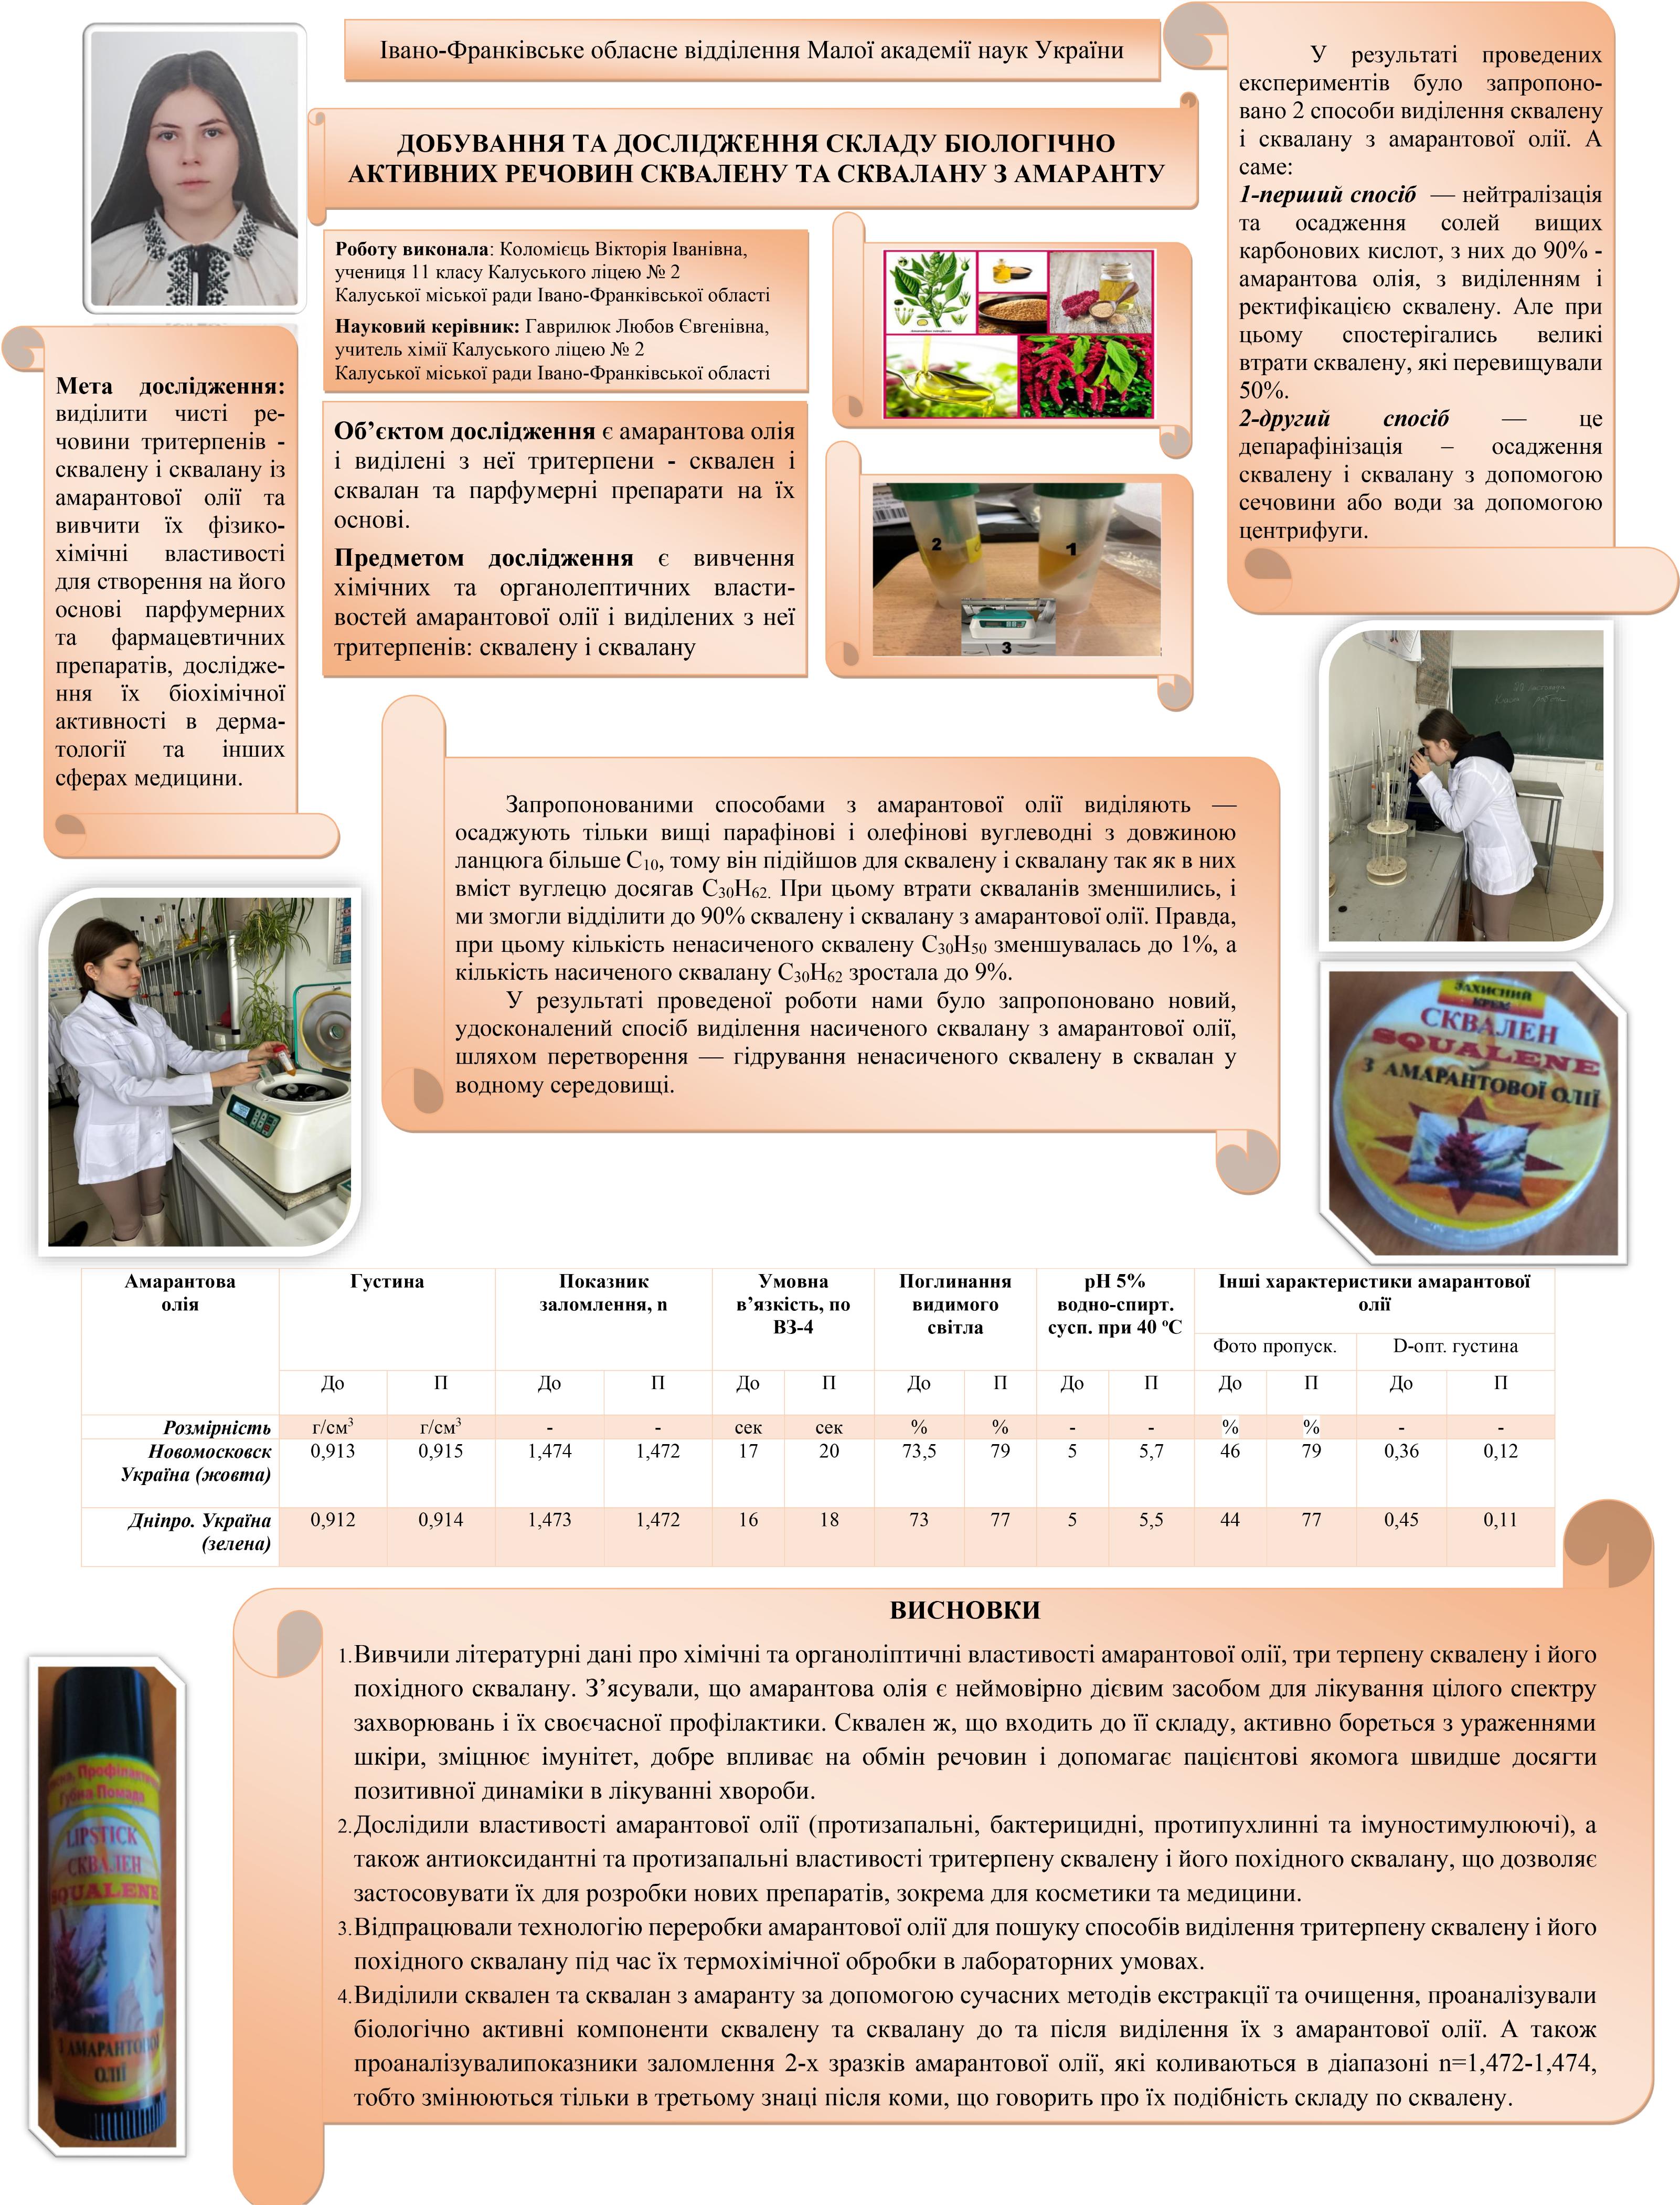 Івано-Франківське обласне відділення Малої академії наук України
ДОБУВАННЯ ТА ДОСЛІДЖЕННЯ СКЛАДУ БІОЛОГІЧНО
АКТИВНИХ РЕЧОВИН СКВАЛЕНУ ТА СКВАЛАНУ З АМАРАНТУ
Роботу виконала: Коломієць Вікторія Іванівна,
учениця 11 класу Калуського ліцею № 2
Калуської міської ради Івано-Франківської області
Науковий керівник: Гаврилюк Любов Євгенівна,
учитель хімії Калуського ліцею № 2
Калуської міської ради Івано-Франківської області
Мета дослідження:
виділити чисті ре-
човини тритерпенів -
сквалену і сквалану із
амарантової олії та
вивчити їх фізико-
хімічні властивості
для створення на його
основі парфумерних
та фармацевтичних
препаратів, дослідже-
ння їх біохімічної
активності в дерма-
тології та інших
сферах медицини.
Об’єктом дослідження є амарантова олія
і виділені з неї тритерпени - сквален і
сквалан та парфумерні препарати на їх
основі.
Предметом дослідження є вивчення
хімічних та органолептичних власти-
востей амарантової олії і виділених з неї
тритерпенів: сквалену і сквалану
2
1
3
У результаті проведених
експериментів було запропоно-
вано 2 способи виділення сквалену
і сквалану з амарантової олії. А
саме:
1-перший спосіб — нейтралізація
та осадження солей вищих
карбонових кислот, з них до 90% -
амарантова олія, з виділенням і
ректифікацією сквалену. Але при
цьому спостерігались великі
втрати сквалену, які перевищували
50%.
2-другий спосіб — це
депарафінізація – осадження
сквалену і сквалану з допомогою
сечовини або води за допомогою
центрифуги.
Запропонованими способами з амарантової олії виділяють —
осаджують тільки вищі парафінові і олефінові вуглеводні з довжиною
ланцюга більше C₁₀, тому він підійшов для сквалену і сквалану так як в них
вміст вуглецю досягав C₃₀H₆₂. При цьому втрати скваланів зменшились, і
ми змогли відділити до 90% сквалену і сквалану з амарантової олії. Правда,
при цьому кількість ненасиченого сквалену C₃₀H₅₀ зменшувалась до 1%, а
кількість насиченого сквалану C₃₀H₆₂ зростала до 9%.
У результаті проведеної роботи нами було запропоновано новий,
удосконалений спосіб виділення насиченого сквалану з амарантової олії,
шляхом перетворення — гідрування ненасиченого сквалену в сквалан у
водному середовищі.
ЗАХИСНИЙ
КРЕМ
СКВАЛЕН
SQUALENE
З АМАРАНТОВОЇ ОЛІЇ
Амарантова олія Густина Показник заломлення, n Умовна в’язкість, по ВЗ-4 Поглинання видимого світла pH 5% водно-спирт. сусп. при 40 ºС Інші характеристики амарантової олії
Фото пропуск. D-опт. густина
До П До П До П До П До П До П До П
Розмірність г/см³ г/см³ - - сек сек % % - - % % - -
Новомосковск Україна (жовта) 0,913 0,915 1,474 1,472 17 20 73,5 79 5 5,7 46 79 0,36 0,12
Дніпро. Україна (зелена) 0,912 0,914 1,473 1,472 16 18 73 77 5 5,5 44 77 0,45 0,11
ВИСНОВКИ
1.Вивчили літературні дані про хімічні та органоліптичні властивості амарантової олії, три терпену сквалену і його
похідного сквалану. З’ясували, що амарантова олія є неймовірно дієвим засобом для лікування цілого спектру
захворювань і їх своєчасної профілактики. Сквален ж, що входить до її складу, активно бореться з ураженнями
шкіри, зміцнює імунітет, добре впливає на обмін речовин і допомагає пацієнтові якомога швидше досягти
позитивної динаміки в лікуванні хвороби.
2.Дослідили властивості амарантової олії (протизапальні, бактерицидні, протипухлинні та імуностимулюючі), а
також антиоксидантні та протизапальні властивості тритерпену сквалену і його похідного сквалану, що дозволяє
застосовувати їх для розробки нових препаратів, зокрема для косметики та медицини.
3.Відпрацювали технологію переробки амарантової олії для пошуку способів виділення тритерпену сквалену і його
похідного сквалану під час їх термохімічної обробки в лабораторних умовах.
4.Виділили сквален та сквалан з амаранту за допомогою сучасних методів екстракції та очищення, проаналізували
біологічно активні компоненти сквалену та сквалану до та після виділення їх з амарантової олії. А також
проаналізувалипоказники заломлення 2-х зразків амарантової олії, які коливаються в діапазоні n=1,472-1,474,
тобто змінюються тільки в третьому знаці після коми, що говорить про їх подібність складу по сквалену.
Губна Помада
LIPSTICK
СКВАЛЕН
SQUALENE
З АМАРАНТОВОЇ
ОЛІЇ